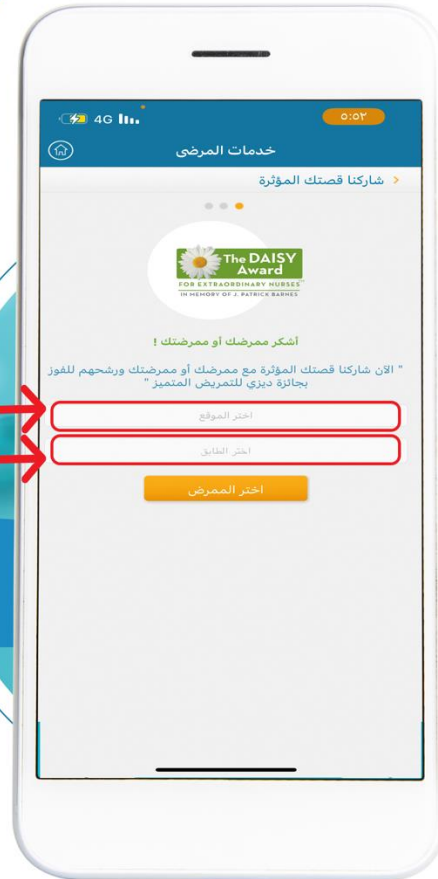 4G
٥:٥٢
خدمات المرضى
شاركنا قصتك المؤثرة
The DAISY
Award
FOR EXTRAORDINARY NURSES
IN MEMORY OF J. PATRICK BARNES
أشكر ممرضك أو ممرضتك !
" الآن شاركنا قصتك المؤثرة مع ممرضك أو ممرضتك ورشحهم للفوز
بجائزة ديزي للتمريض المتميز "
اختر الموقع
اختر الطابق
اختر الممرض